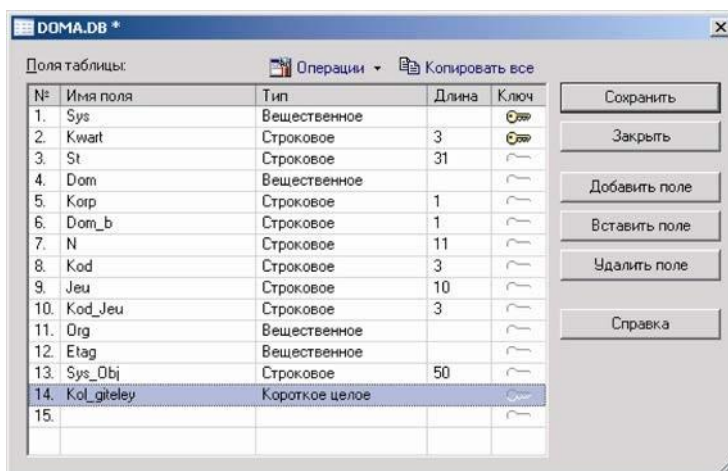 DOMA.DB *
Поля таблицы: Операции Копировать все
№ Имя поля Тип Длина Ключ
1. Sys Вещественное
2. Kwart Строковое 3
3. St Строковое 31
4. Dom Вещественное
5. Korp Строковое 1
6. Dom_b Строковое 1
7. N Строковое 11
8. Kod Строковое 3
9. Jeu Строковое 10
10. Kod_Jeu Строковое 3
11. Org Вещественное
12. Etag Вещественное
13. Sys_Obj Строковое 50
14. Kol_giteley Короткое целое
15.
Сохранить
Закрыть
Добавить поле
Вставить поле
Удалить поле
Справка